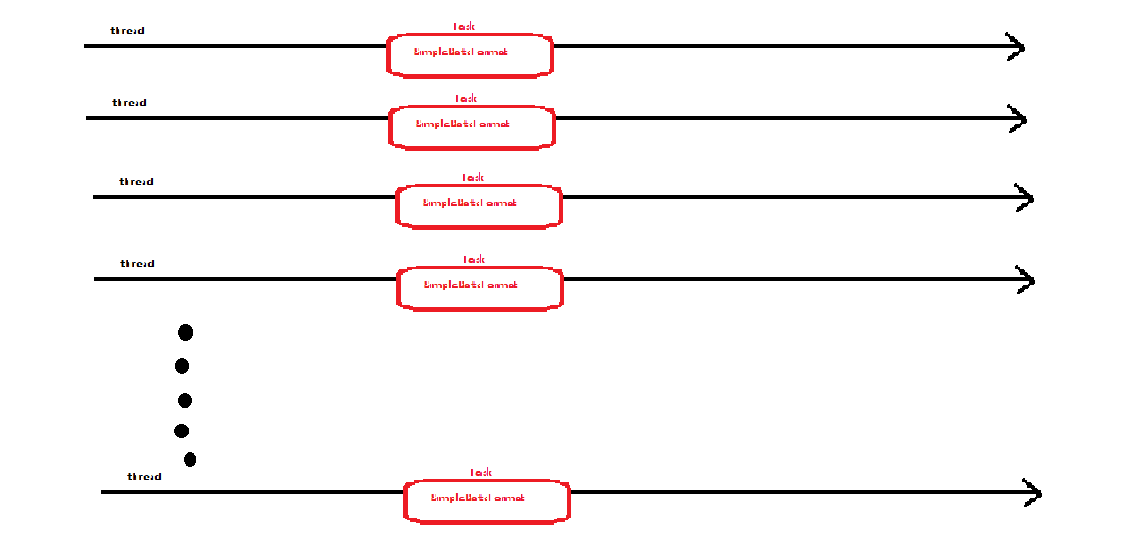 thread
Task
SimpleDateFormat
thread
Task
SimpleDateFormat
thread
Task
SimpleDateFormat
thread
Task
SimpleDateFormat
thread
Task
SimpleDateFormat